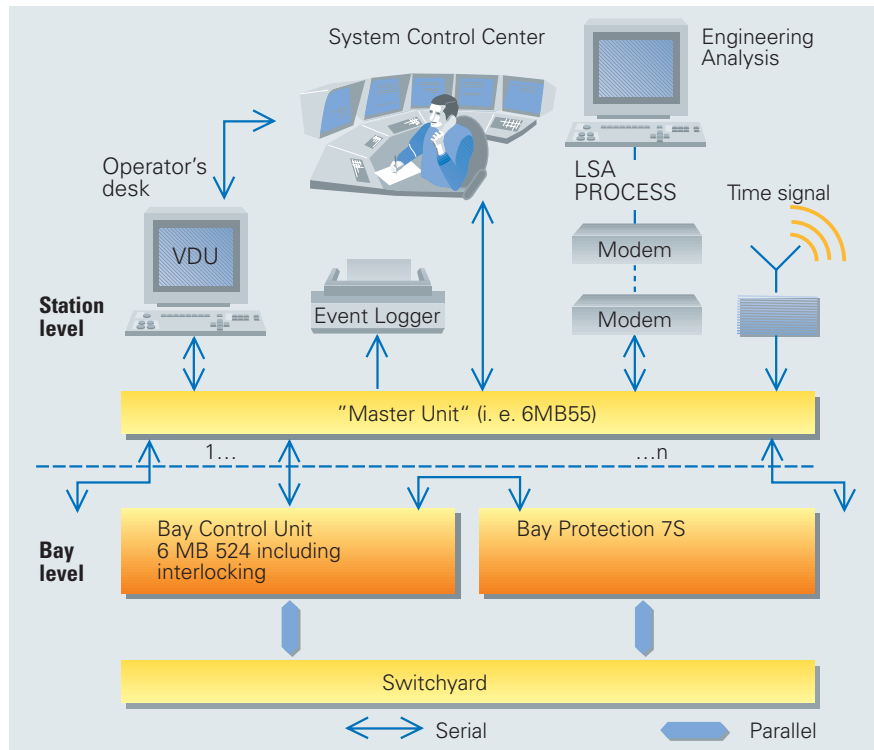 System Control Center
Engineering
Analysis
Operator's
desk
LSA
PROCESS
Time signal
VDU
Modem
Station
level
Event Logger
Modem
”Master Unit“ (i. e. 6MB55)
1...
...n
Bay
level
Bay Control Unit
6 MB 524 including
interlocking
Bay Protection 7S
Switchyard
Serial
Parallel